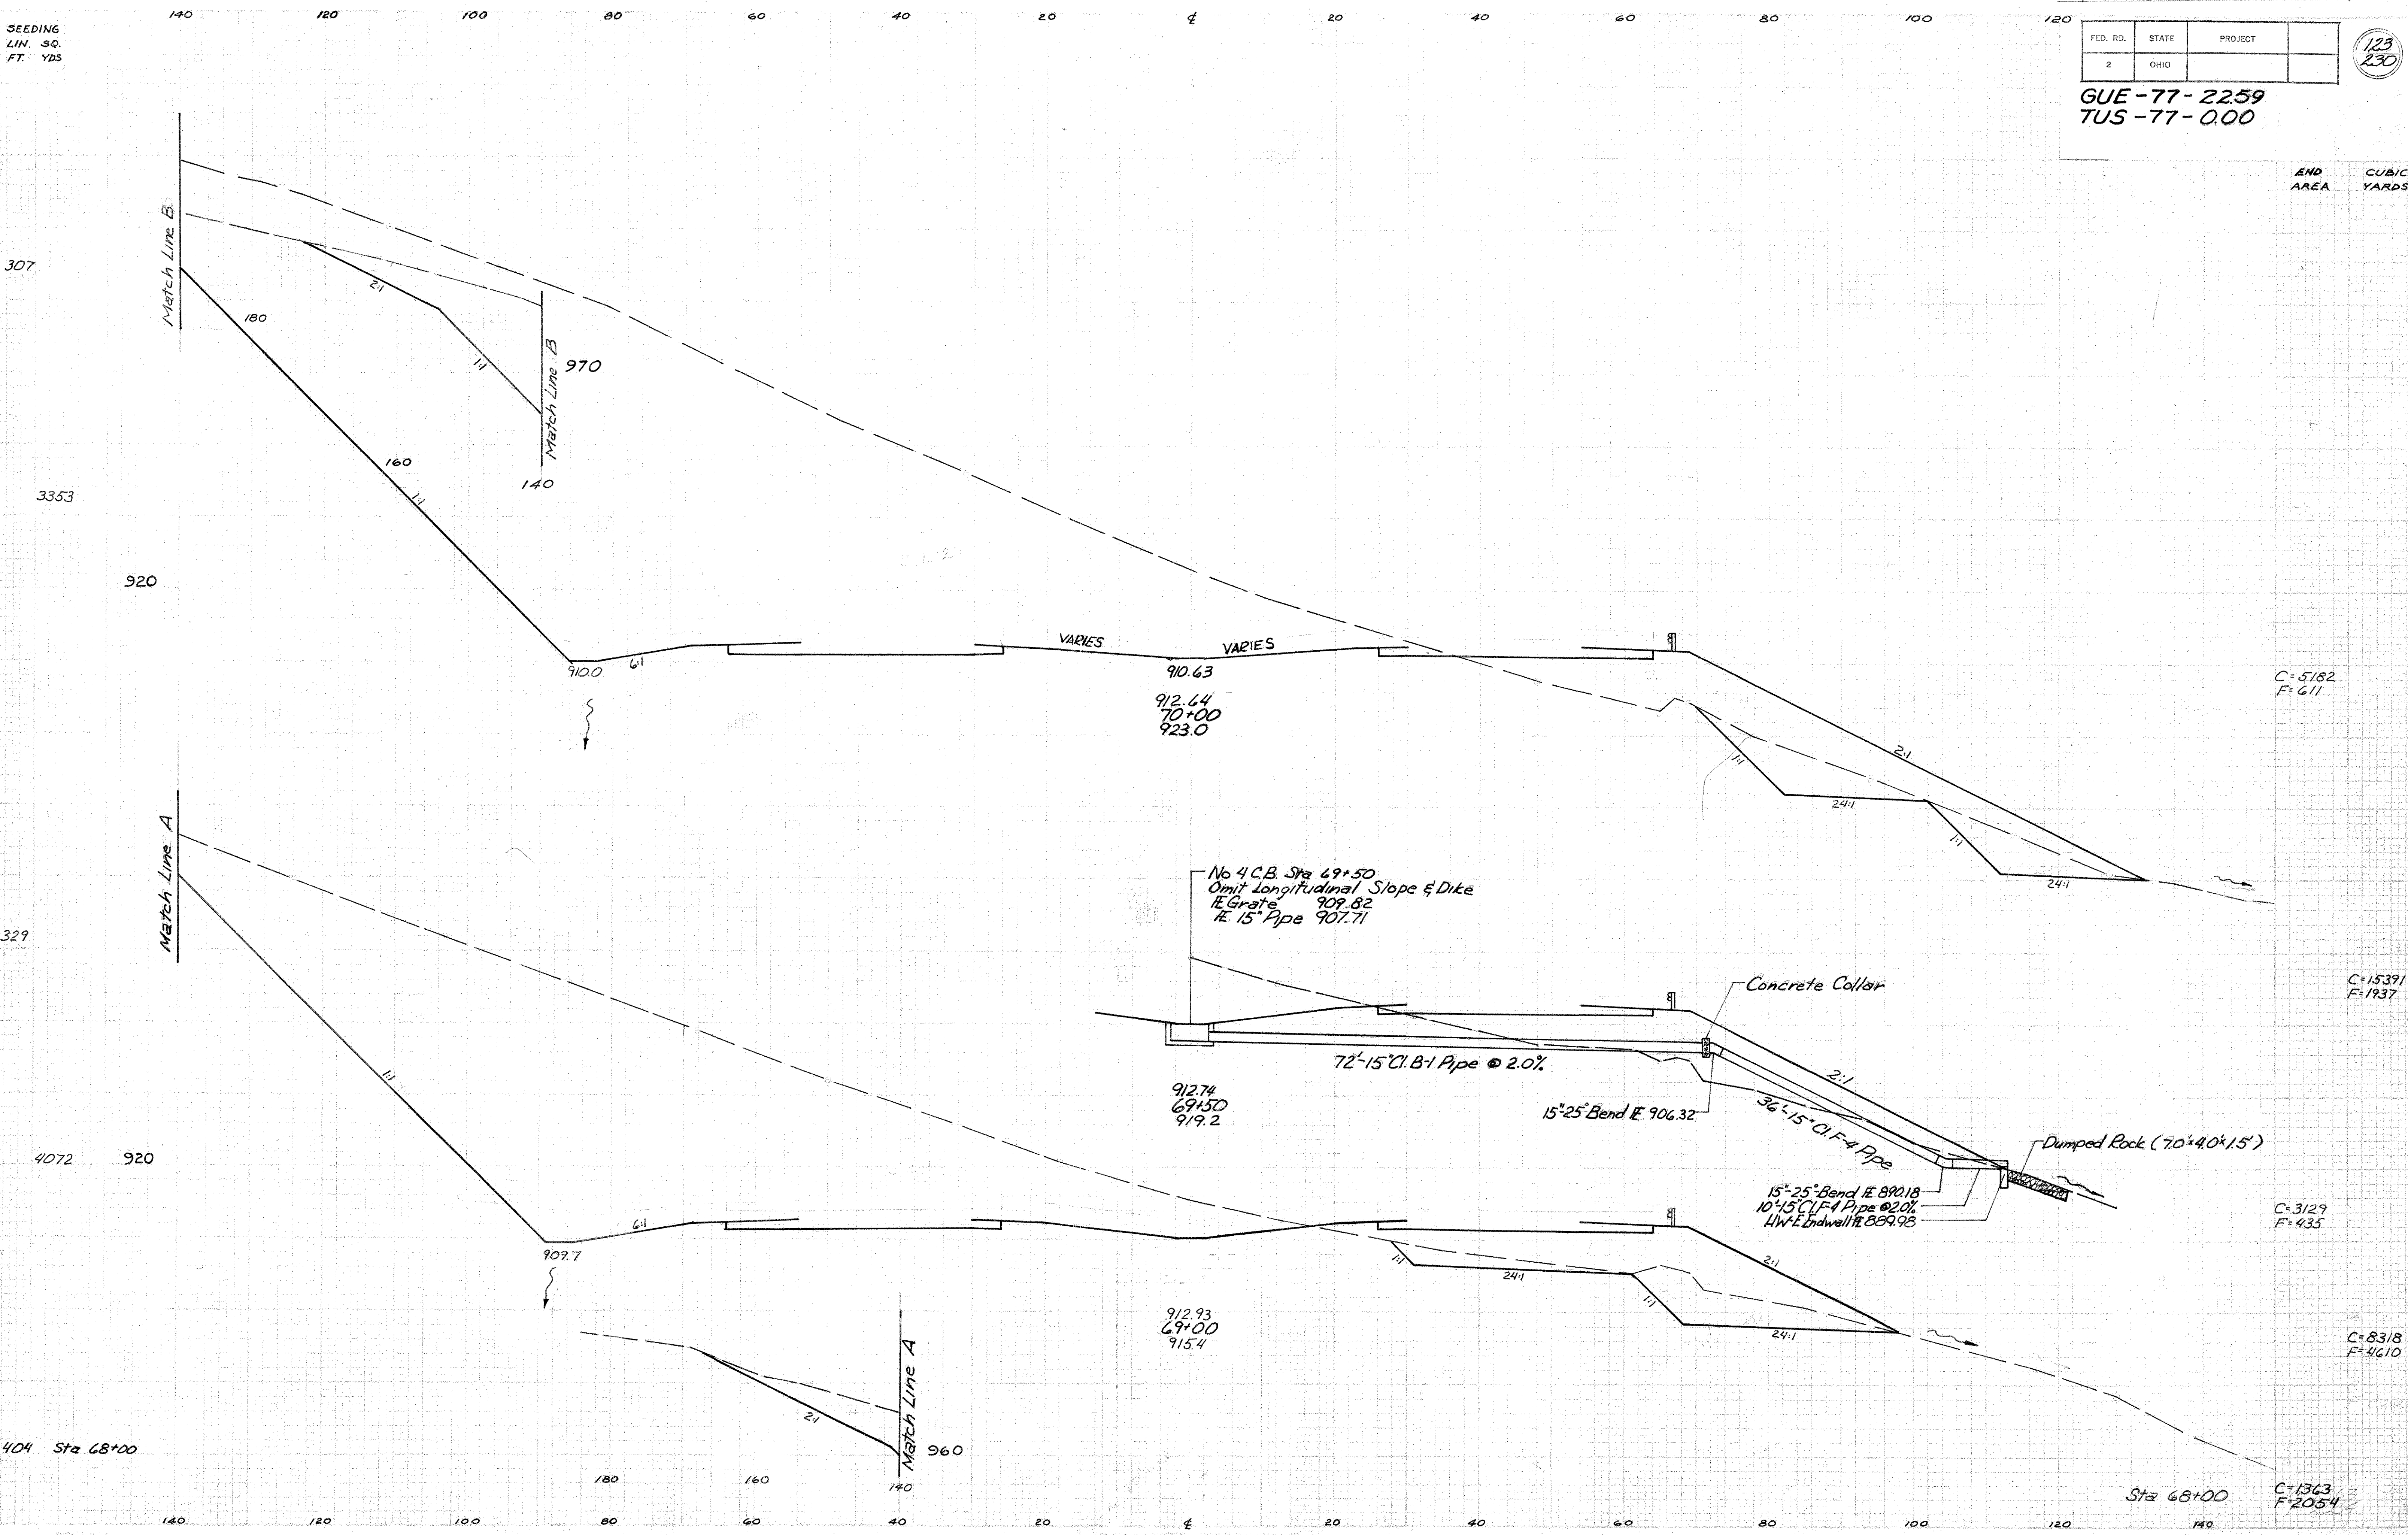 140 120 100 80 60 40 20 ℄ 20 40 60 80 100 120
SEEDING
LIN. SQ.
FT. YDS
FED. RD. STATE PROJECT
2 OHIO
123
230
GUE-77-22.59
TUS-77-0.00
END CUBIC
AREA YARDS
Match Line B
307
2:1
180
1:1
Match Line B
970
160
1:1
140
3353
920
910.0
6:1
VARIES
VARIES
910.63
912.64
70+00
923.0
C=5182
F=611
2:1
1:1
24:1
1:1
24:1
Match Line A
No 4 C.B. Sta 69+50
Omit Longitudinal Slope & Dike
FE Grate 909.82
FE 15" Pipe 907.71
329
Concrete Collar
C=15391
F=1937
72'-15" Cl. B-1 Pipe @ 2.0%
1:1
2:1
912.74
69+50
919.2
15"-25° Bend FE 906.32
36'-15" Cl. F-4 Pipe
Dumped Rock (7.0'x4.0'x1.5')
4072
920
15"-25° Bend FE 890.18
10'-15" Cl. F-4 Pipe @2.0%
HW-E Endwall FE 889.98
C=3129
F=435
6:1
909.7
1:1
24:1
2:1
1:1
24:1
912.93
69+00
915.4
C=8318
F=4610
Match Line A
2:1
960
404 Sta 68+00
180 160 140
Sta 68+00
C=1363
F=2054
140 120 100 80 60 40 20 ℄ 20 40 60 80 100 120 140